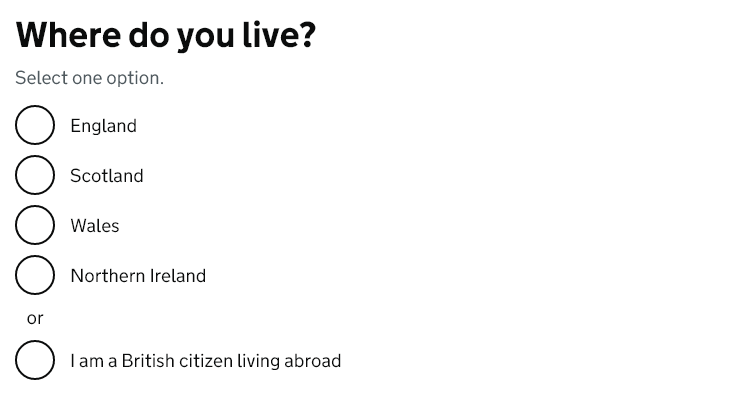 Where do you live?
Select one option.
England
Scotland
Wales
Northern Ireland
or
I am a British citizen living abroad